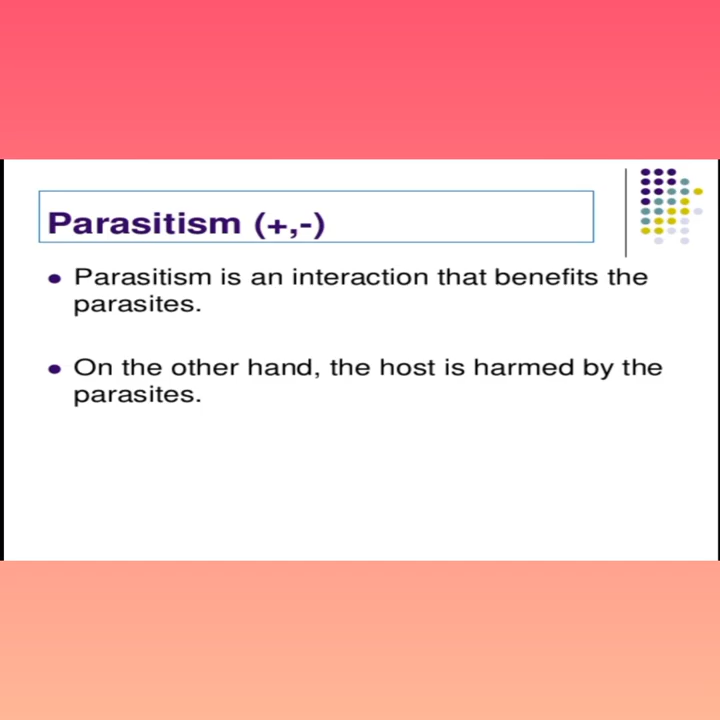 Parasitism (+,-)
● Parasitism is an interaction that benefits the
parasites.
● On the other hand, the host is harmed by the
parasites.